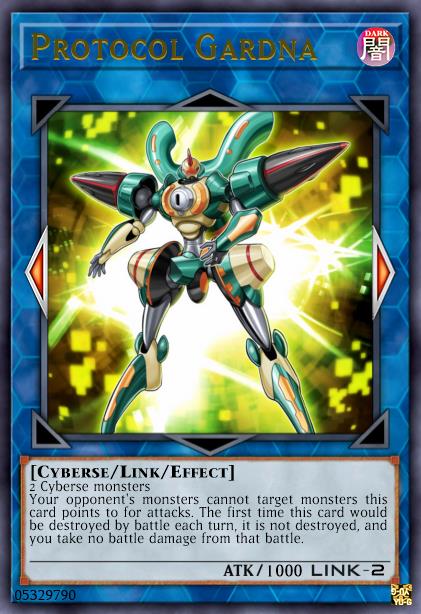 PROTOCOL GARDNA
DARK
闇
[CYBERSE/LINK/EFFECT]
2 Cyberse monsters
Your opponent's monsters cannot target monsters this
card points to for attacks. The first time this card would
be destroyed by battle each turn, it is not destroyed, and
you take no battle damage from that battle.
ATK/1000 LINK-2
05329790